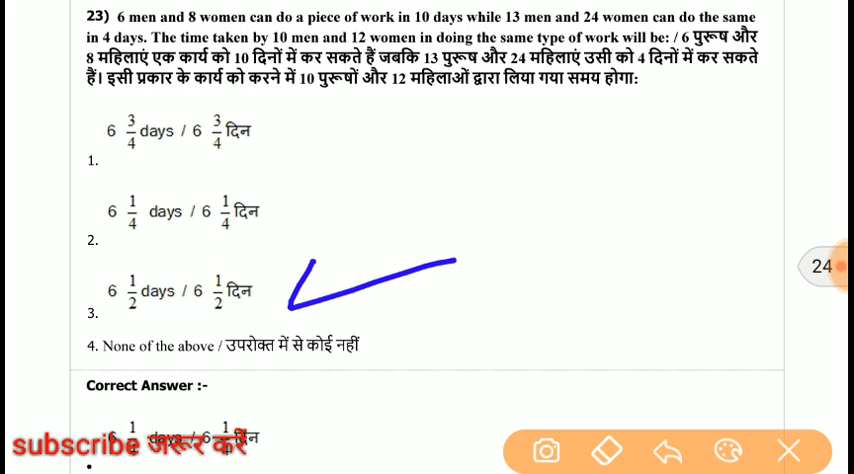 23) 6 men and 8 women can do a piece of work in 10 days while 13 men and 24 women can do the same
in 4 days. The time taken by 10 men and 12 women in doing the same type of work will be: / 6 पुरूष और
8 महिलाएं एक कार्य को 10 दिनों में कर सकते हैं जबकि 13 पुरूष और 24 महिलाएं उसी को 4 दिनों में कर सकते
हैं। इसी प्रकार के कार्य को करने में 10 पुरूषों और 12 महिलाओं द्वारा लिया गया समय होगा:
6 3/4 days / 6 3/4 दिन
1.
6 1/4 days / 6 1/4 दिन
2.
6 1/2 days / 6 1/2 दिन
3.
4. None of the above / उपरोक्त में से कोई नहीं
24
Correct Answer :-
subscribe जरूर करें